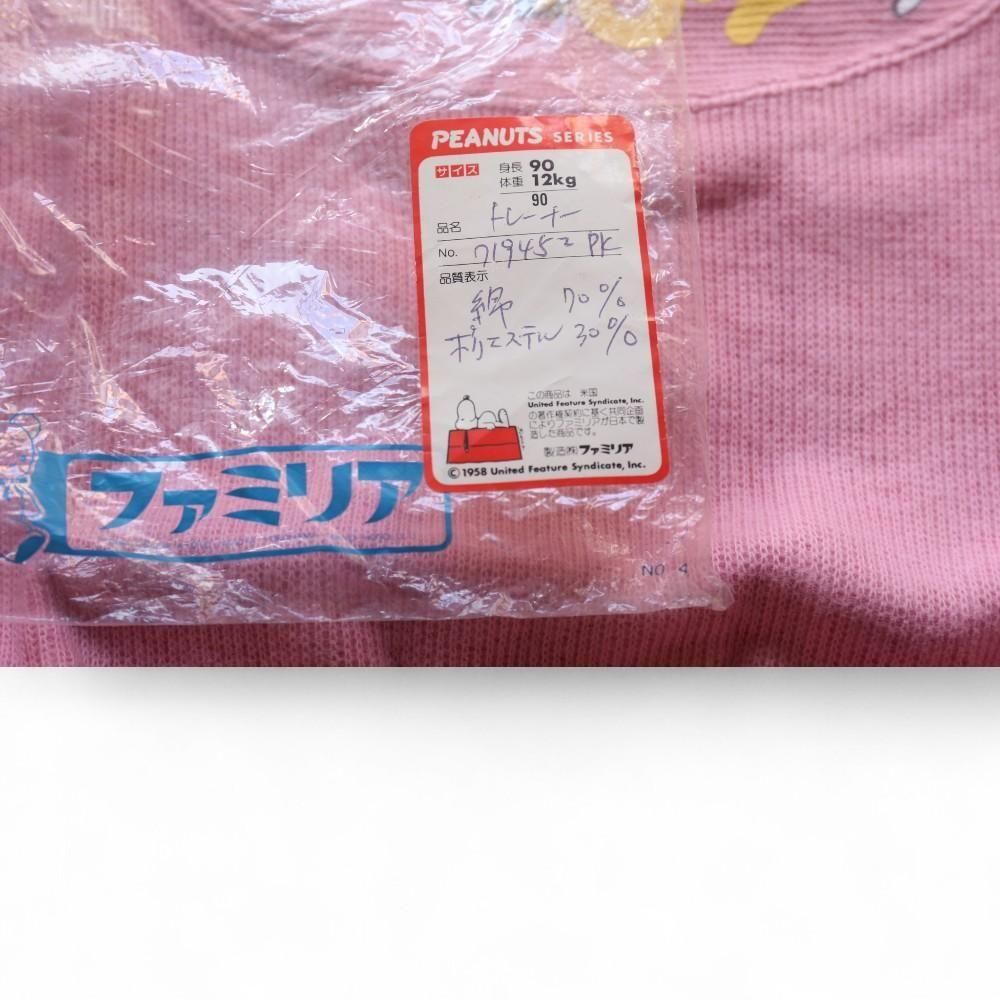 PEANUTS SERIES
サイズ 身長 90
体重 12kg
90
品名 トレーナー
No. 719452 PK
品質表示
綿 70%
ポリエステル 30%
この商品は 米国
United Feature Syndicate, Inc.
の著作権契約に基く共同企画
によりファミリアが日本で製
造した商品です。
製造㈱ファミリア
© 1958 United Feature Syndicate, Inc.
ファミリア
NO. 4